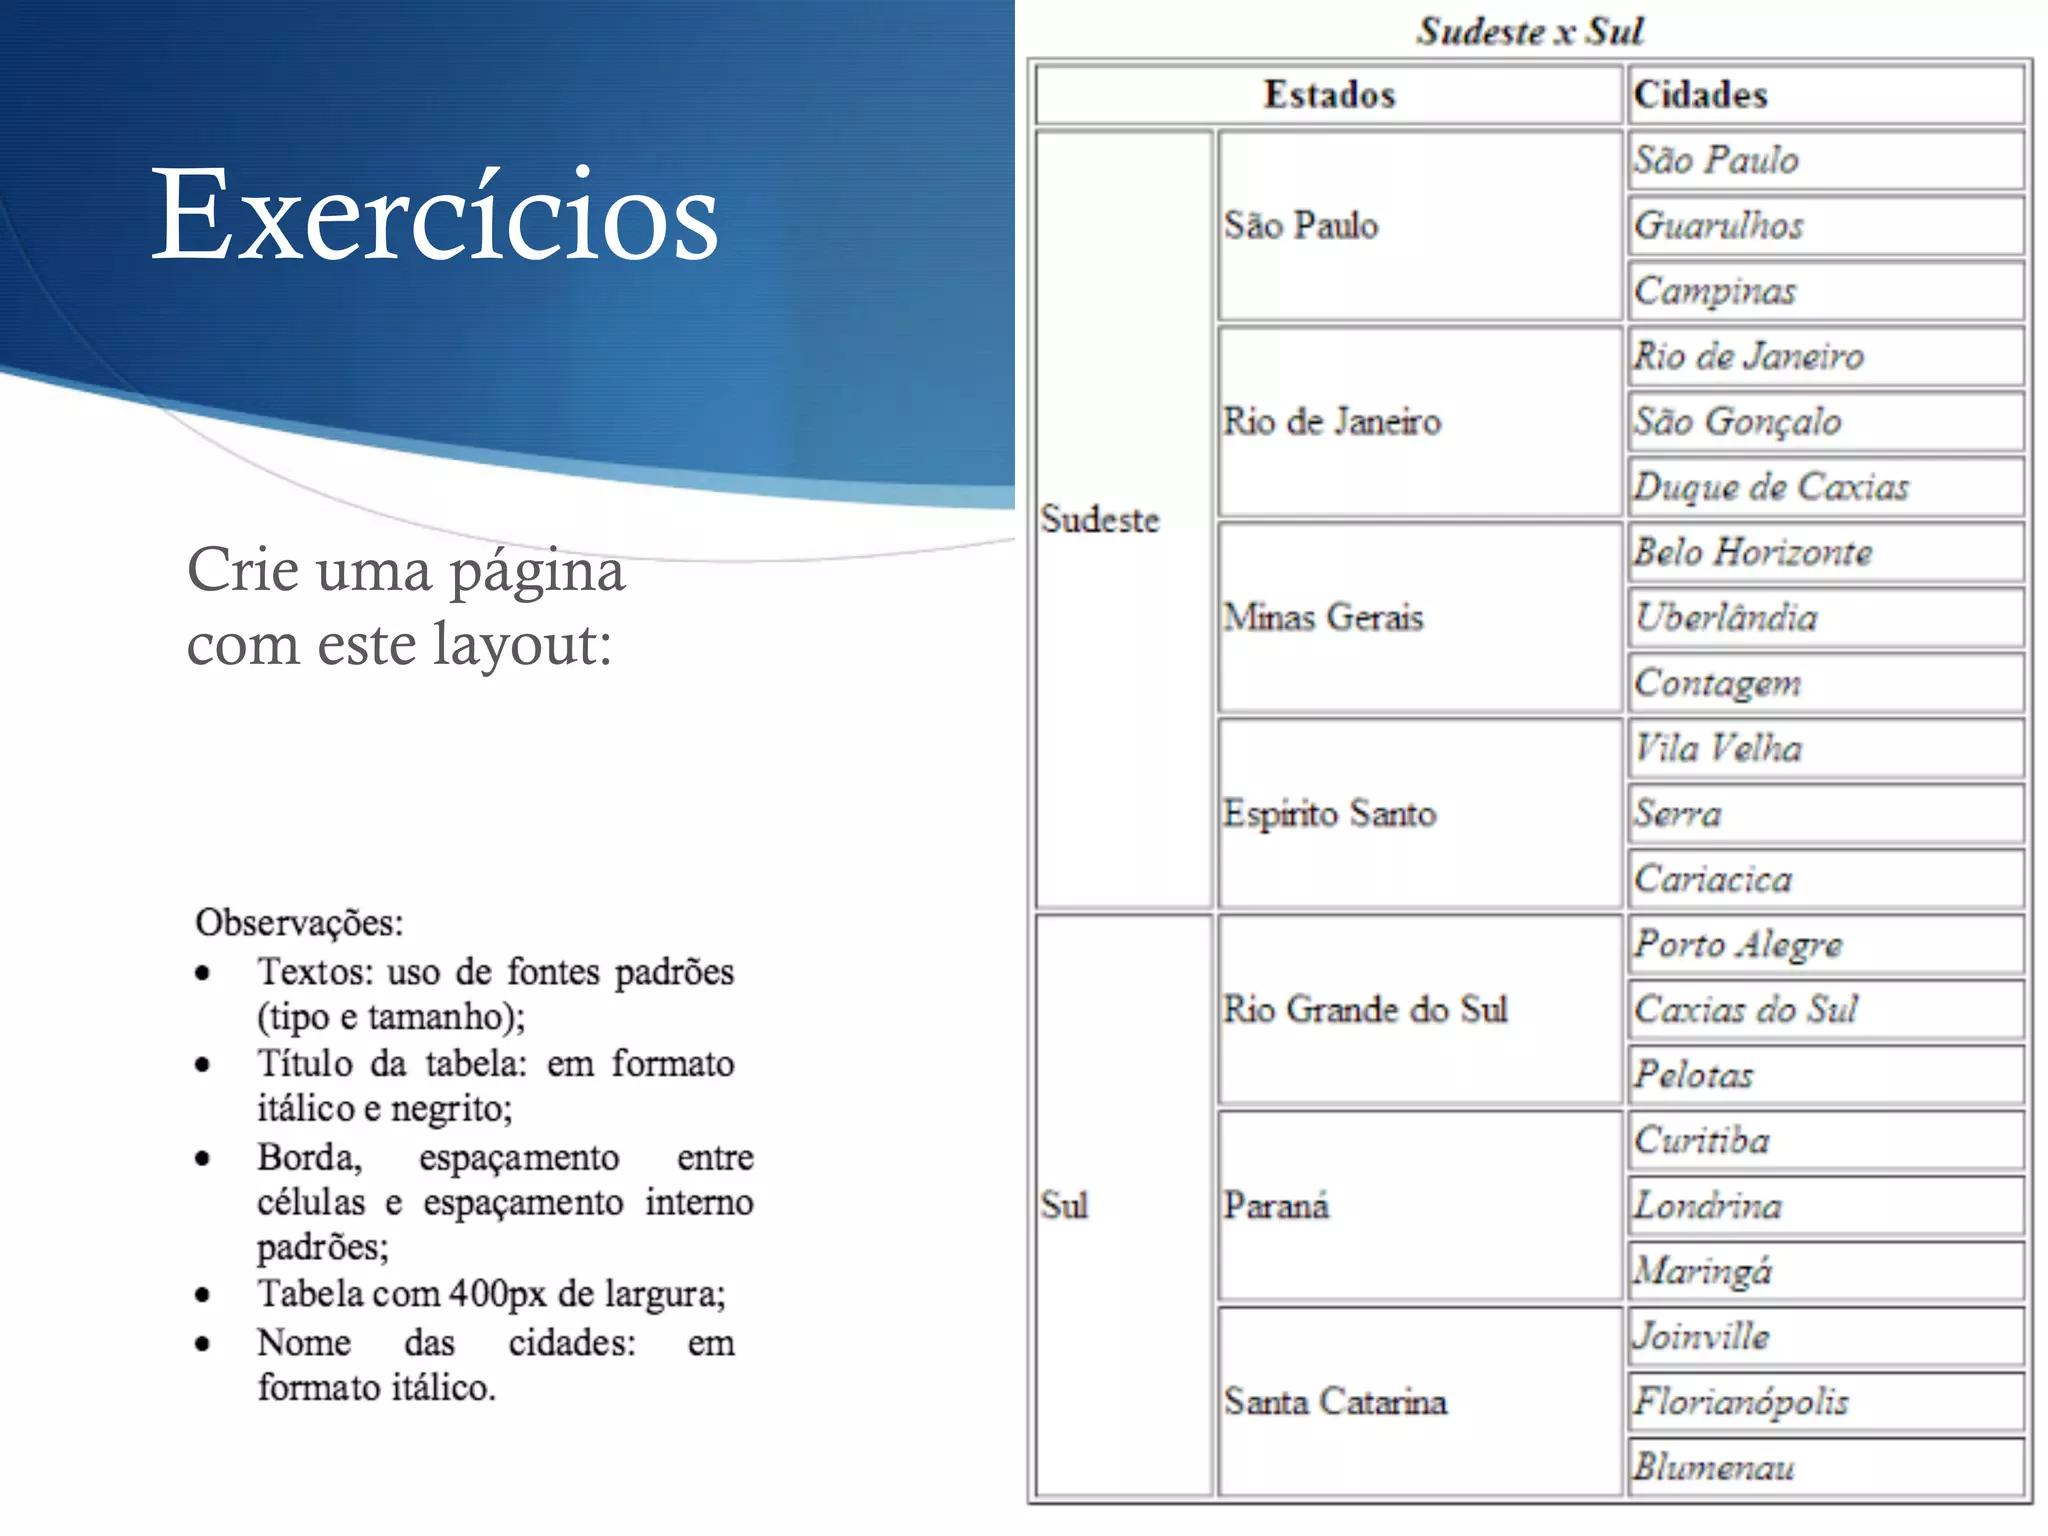 Exercícios
Crie uma página
com este layout:
Observações:
• Textos: uso de fontes padrões
(tipo e tamanho);
• Título da tabela: em formato
itálico e negrito;
• Borda, espaçamento entre
células e espaçamento interno
padrões;
• Tabela com 400px de largura;
• Nome das cidades: em
formato itálico.
Sudeste x Sul
Estados Cidades
Sudeste
São Paulo
São Paulo
Guarulhos
Campinas
Rio de Janeiro
Rio de Janeiro
São Gonçalo
Duque de Caxias
Minas Gerais
Belo Horizonte
Uberlândia
Contagem
Espírito Santo
Vila Velha
Serra
Cariacica
Sul
Rio Grande do Sul
Porto Alegre
Caxias do Sul
Pelotas
Paraná
Curitiba
Londrina
Maringá
Santa Catarina
Joinville
Florianópolis
Blumenau